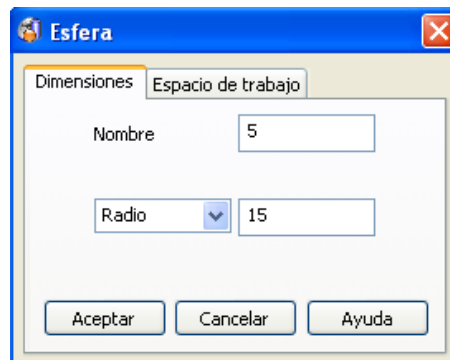 Esfera
Dimensiones Espacio de trabajo
Nombre 5
Radio 15
Aceptar Cancelar Ayuda